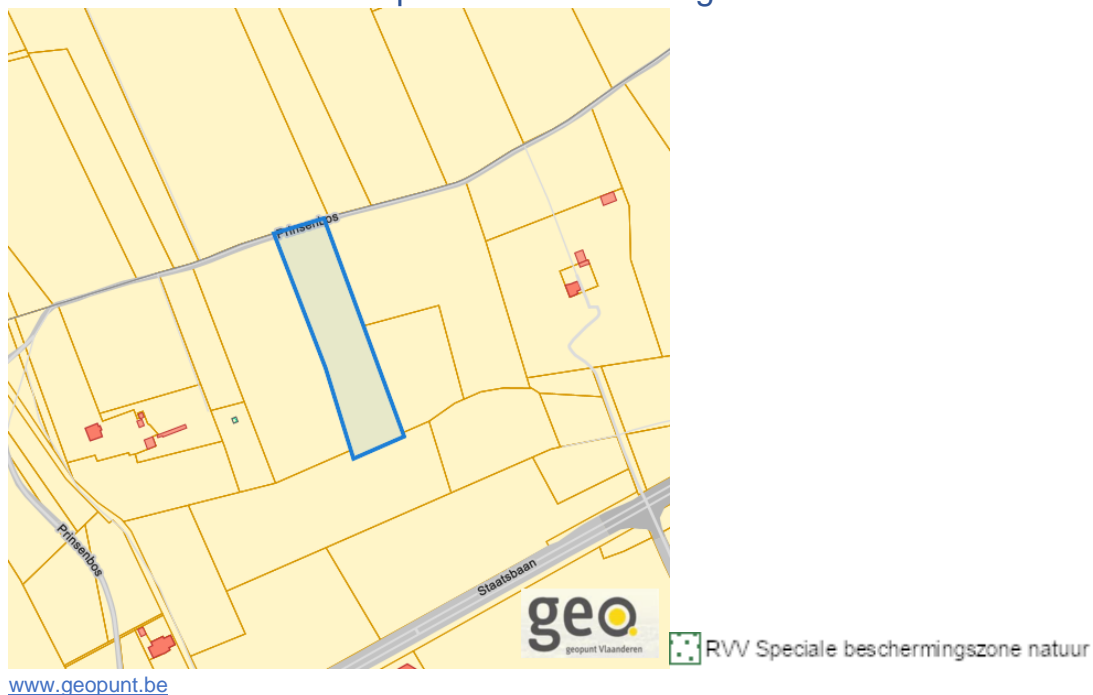 Prinsenbos
Prinsenbos
Staatsbaan
geo.
geopunt Vlaanderen
RVV Speciale beschermingszone natuur
www.geopunt.be